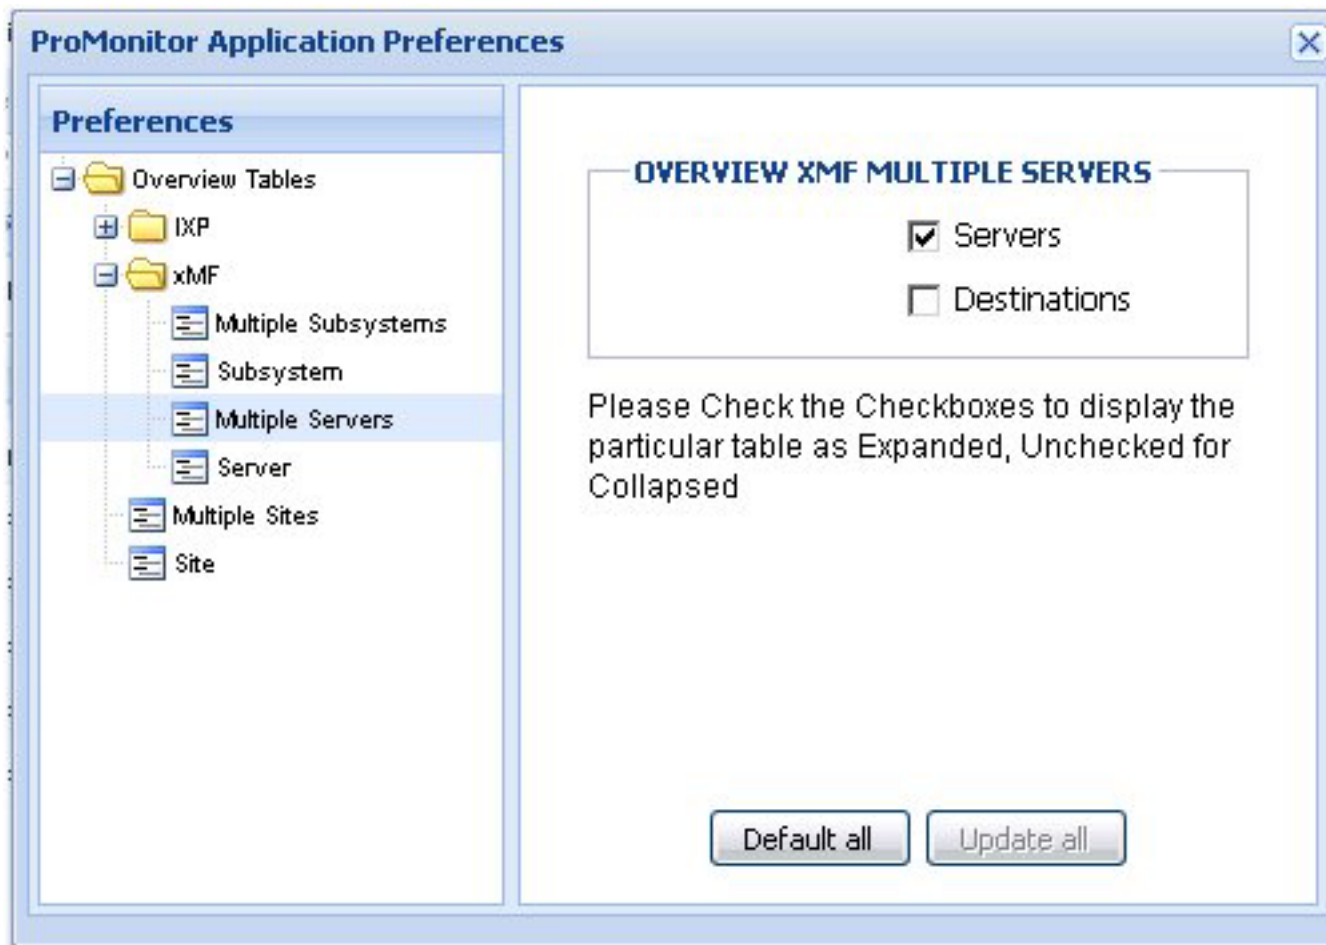 ProMonitor Application Preferences
Preferences
Overview Tables
IXP
xMF
Multiple Subsystems
Subsystem
Multiple Servers
Server
Multiple Sites
Site
OVERVIEW XMF MULTIPLE SERVERS
Servers
Destinations
Please Check the Checkboxes to display the
particular table as Expanded, Unchecked for
Collapsed
Default all
Update all